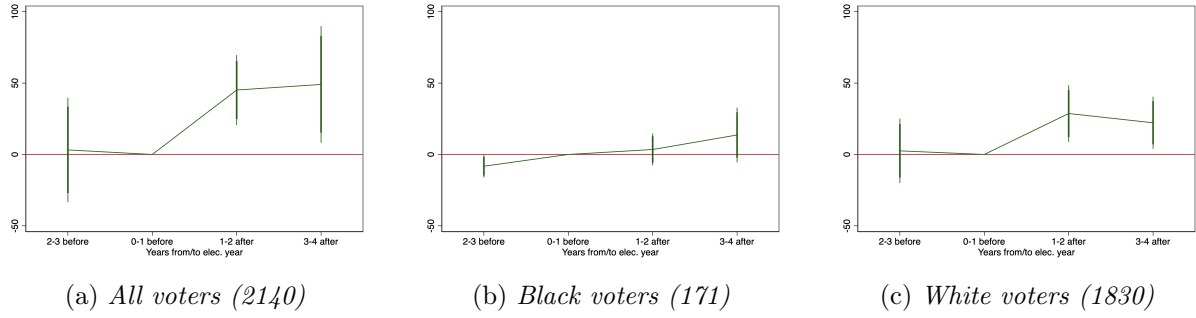 100
50
0
-50
2-3 before 0-1 before 1-2 after 3-4 after
Years from/to elec. year
(a) All voters (2140)
100
50
0
-50
2-3 before 0-1 before 1-2 after 3-4 after
Years from/to elec. year
(b) Black voters (171)
100
50
0
-50
2-3 before 0-1 before 1-2 after 3-4 after
Years from/to elec. year
(c) White voters (1830)